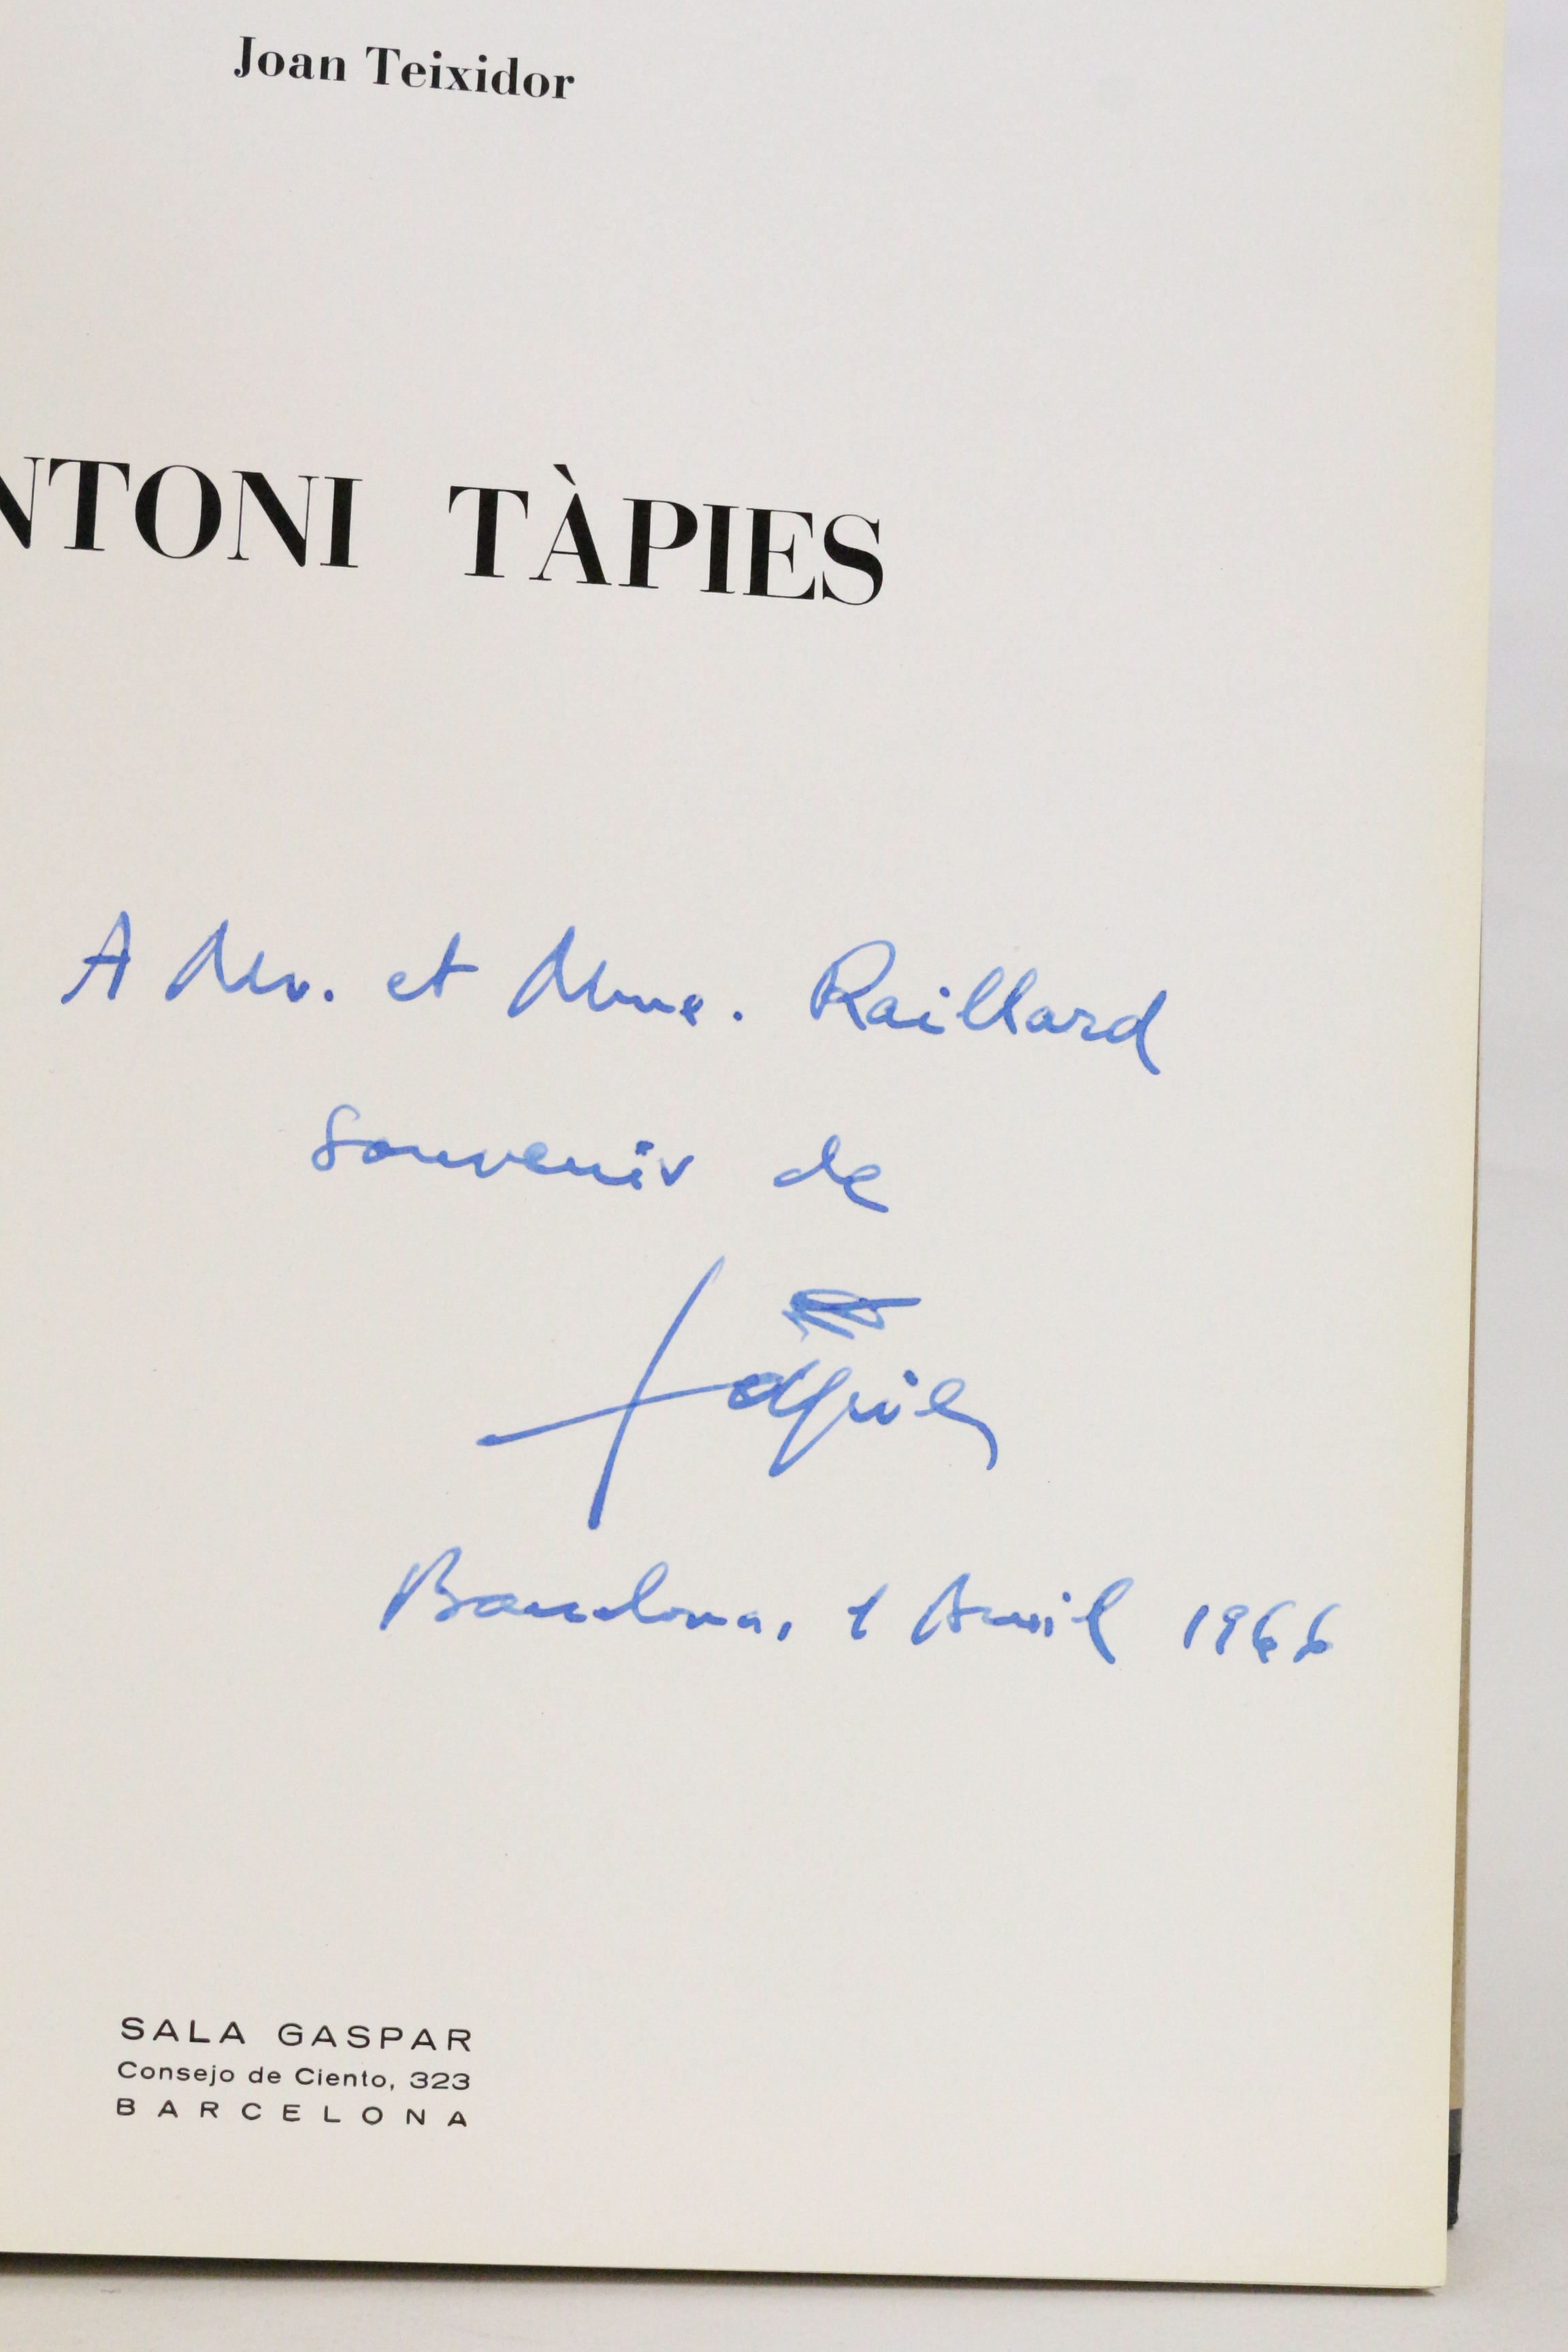 Joan Teixidor
NTONI TÀPIES
A Mr. et Mme. Raillard
souvenir de
Tàpies
Barcelona, 1 Avril 1966
SALA GASPAR
Consejo de Ciento, 323
BARCELONA